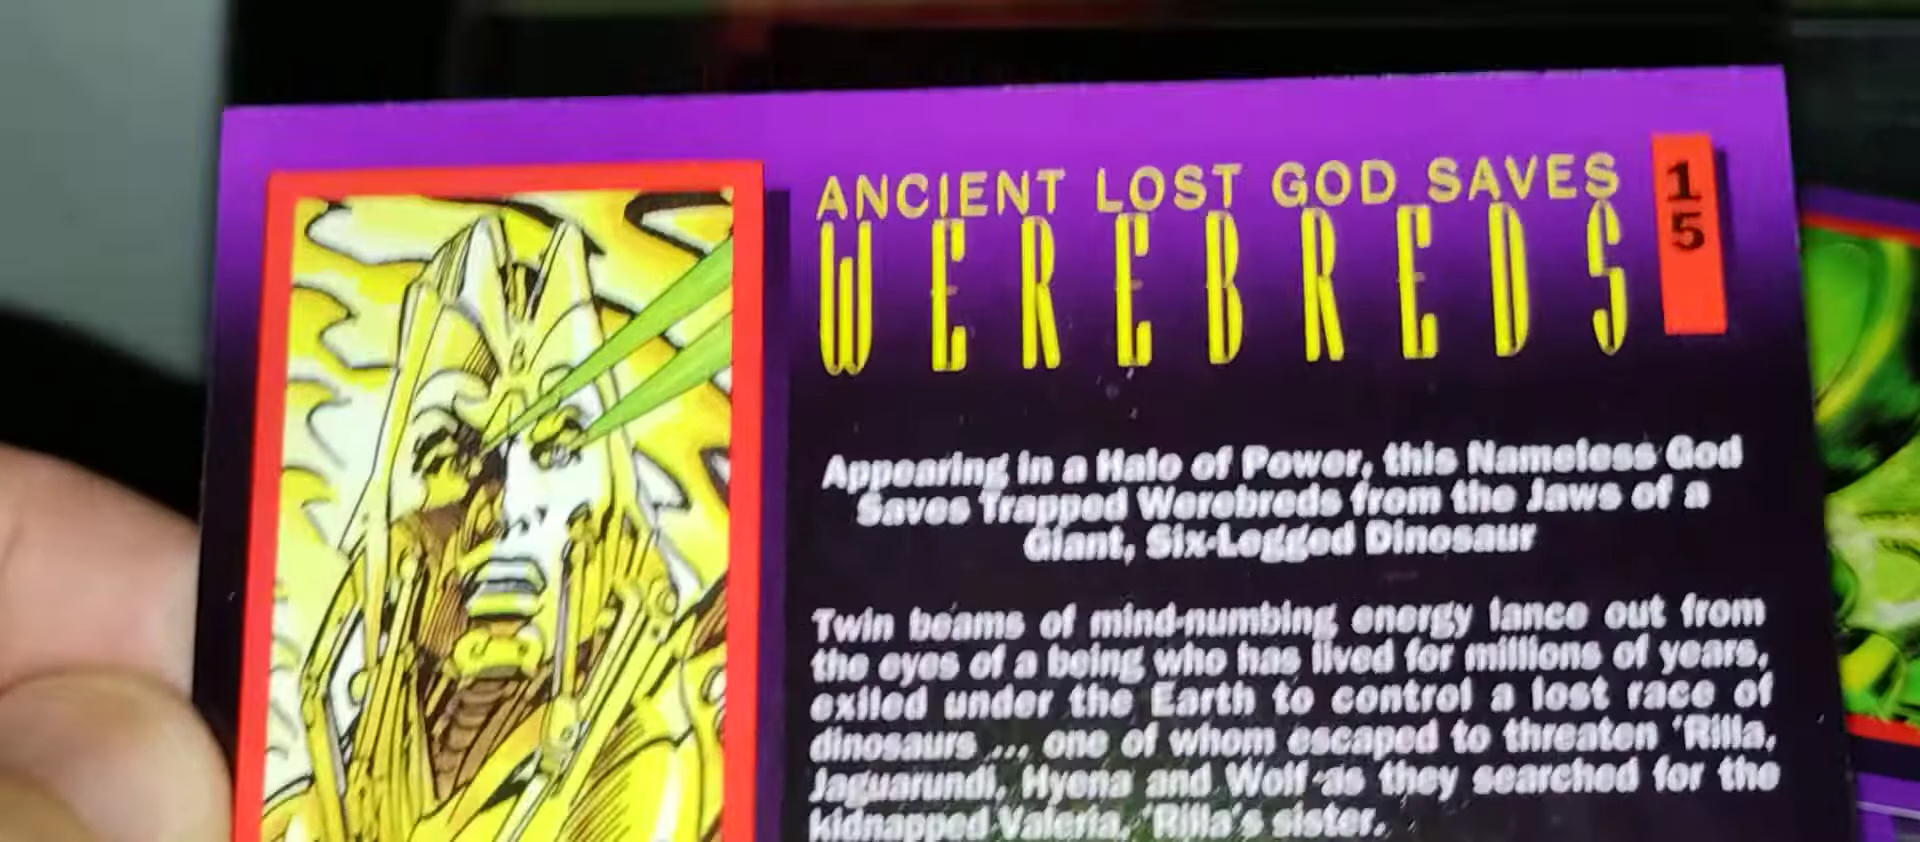 ANCIENT LOST GOD SAVES
WEREBREDS
15
Appearing in a Halo of Power, this Nameless God
Saves Trapped Werebreds from the Jaws of a
Giant, Six-Legged Dinosaur
Twin beams of mind-numbing energy lance out from
the eyes of a being who has lived for millions of years,
exiled under the Earth to control a lost race of
dinosaurs ... one of whom escaped to threaten 'Rilla,
Jaguarundi, Hyena and Wolf as they searched for the
kidnapped Valeria, 'Rilla's sister.